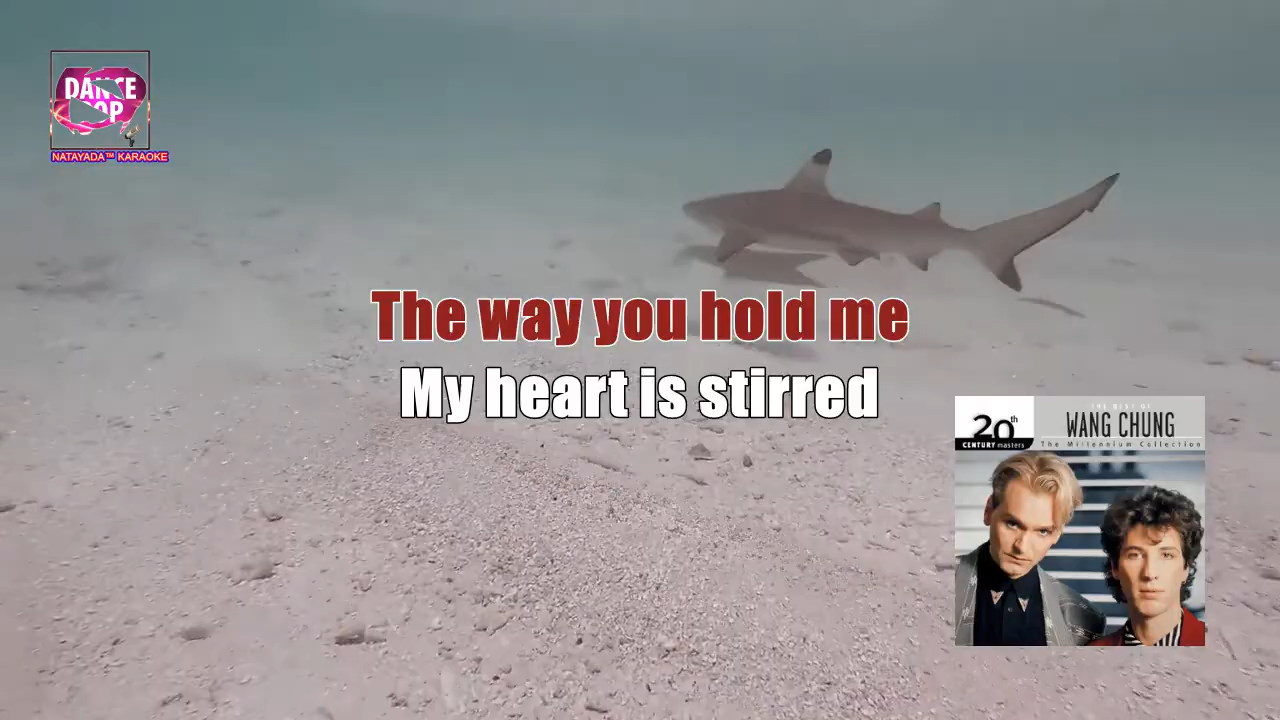 DANCE
POP
NATAYADA™ KARAOKE
The way you hold me
My heart is stirred
THE BEST OF
20th
WANG CHUNG
CENTURY masters
The Millennium Collection